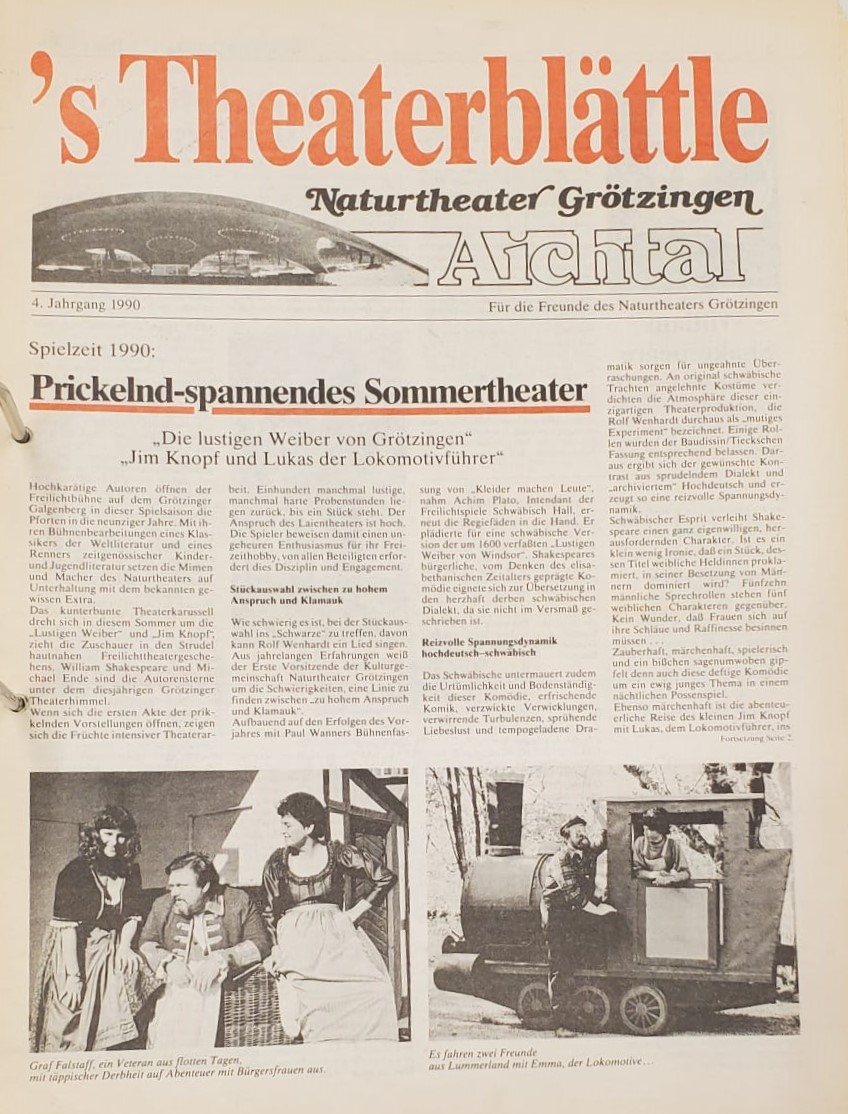 's Theaterblättle
Naturtheater Grötzingen
Aichtal
4. Jahrgang 1990
Für die Freunde des Naturtheaters Grötzingen
Spielzeit 1990:
Prickelnd-spannendes Sommertheater
„Die lustigen Weiber von Grötzingen“
„Jim Knopf und Lukas der Lokomotivführer“
Hochkarätige Autoren öffnen der
Freilichtbühne auf dem Grötzinger
Galgenberg in dieser Spielsaison die
Pforten in die neunziger Jahre. Mit ih-
ren Bühnenbearbeitungen eines Klas-
sikers der Weltliteratur und eines
Renners zeitgenössischer Kinder-
und Jugendliteratur setzen die Mimen
und Macher des Naturtheaters auf
Unterhaltung mit dem bekannten ge-
wissen Extra.
Das kunterbunte Theaterkarussell
dreht sich in diesem Sommer um die
„Lustigen Weiber“ und „Jim Knopf“,
zieht die Zuschauer in den Strudel
hautnahen Freilichttheatergesche-
hens. William Shakespeare und Mi-
chael Ende sind die Autorensterne
unter dem diesjährigen Grötzinger
Theaterhimmel.
Wenn sich die ersten Akte der prik-
kelnden Vorstellungen öffnen, zeigen
sich die Früchte intensiver Theaterar-
beit. Einhundert manchmal lustige,
manchmal harte Probenstunden lie-
gen zurück, bis ein Stück steht. Der
Anspruch des Laientheaters ist hoch.
Die Spieler beweisen damit einen un-
geheuren Enthusiasmus für ihr Frei-
zeithobby, von allen Beteiligten erfor-
dert dies Disziplin und Engagement.
Stückauswahl zwischen zu hohem
Anspruch und Klamauk
Wie schwierig es ist, bei der Stückaus-
wahl ins „Schwarze“ zu treffen, davon
kann Rolf Wenhardt ein Lied singen.
Aus jahrelangen Erfahrungen weiß
der Erste Vorsitzende der Kulturge-
meinschaft Naturtheater Grötzingen
um die Schwierigkeiten, eine Linie zu
finden zwischen „zu hohem Anspruch
und Klamauk“.
Aufbauend auf den Erfolgen des Vor-
jahres mit Paul Wanners Bühnenfas-
sung von „Kleider machen Leute“,
nahm Achim Plato, Intendant der
Freilichtspiele Schwäbisch Hall, er-
neut die Regiefäden in die Hand. Er
plädierte für eine schwäbische Ver-
sion der um 1600 verfaßten „Lustigen
Weiber von Windsor“. Shakespeares
bürgerliche, vom Denken des elisa-
bethanischen Zeitalters geprägte Ko-
mödie eignete sich zur Übersetzung in
den herzhaft derben schwäbischen
Dialekt, da sie nicht im Versmaß ge-
schrieben ist.
Reizvolle Spannungsdynamik
hochdeutsch–schwäbisch
Das Schwäbische untermauert zudem
die Urtümlichkeit und Bodenständig-
keit dieser Komödie, erfrischende
Komik, verzwickte Verwicklungen,
verwirrende Turbulenzen, sprühende
Liebeslust und tempogeladene Dra-
matik sorgen für ungeahnte Über-
raschungen. An original schwäbische
Trachten angelehnte Kostüme ver-
dichten die Atmosphäre dieser ein-
zigartigen Theaterproduktion, die
Rolf Wenhardt durchaus als „mutiges
Experiment“ bezeichnet. Einige Rol-
len wurden der Baudissin/Tieckschen
Fassung entsprechend belassen. Dar-
aus ergibt sich der gewünschte Kon-
trast aus sprudelndem Dialekt und
„archiviertem“ Hochdeutsch und er-
zeugt so eine reizvolle Spannungsdy-
namik.
Schwäbischer Esprit verleiht Shake-
speare einen ganz eigenwilligen, her-
ausfordernden Charakter. Ist es ein
klein wenig Ironie, daß ein Stück, des-
sen Titel weibliche Heldinnen prokla-
miert, in seiner Besetzung von Män-
nern dominiert wird? Fünfzehn
männliche Sprechrollen stehen fünf
weiblichen Charakteren gegenüber.
Kein Wunder, daß Frauen sich auf
ihre Schläue und Raffinesse besinnen
müssen . . .
Zauberhaft, märchenhaft, spielerisch
und ein bißchen sagenumwoben gip-
felt denn auch diese deftige Komödie
um ein ewig junges Thema in einem
nächtlichen Possenspiel.
Ebenso märchenhaft ist die abenteu-
erliche Reise des kleinen Jim Knopf
mit Lukas, dem Lokomotivführer, ins
Fortsetzung Seite 2
Graf Falstaff, ein Veteran aus flotten Tagen,
mit täppischer Derbheit auf Abenteuer mit Bürgersfrauen aus.
Es fahren zwei Freunde
aus Lummerland mit Emma, der Lokomotive…